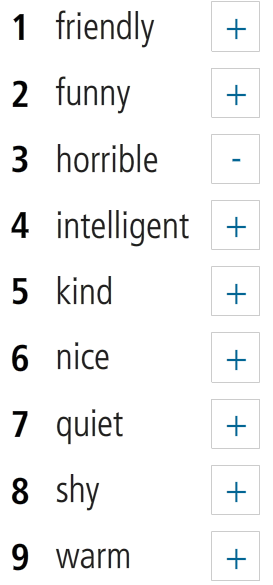 1 friendly +
2 funny +
3 horrible -
4 intelligent +
5 kind +
6 nice +
7 quiet +
8 shy +
9 warm +